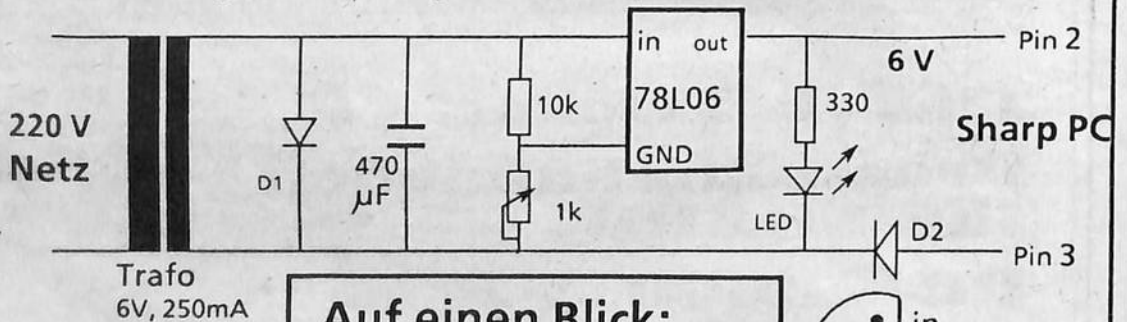 in out
Pin 2
6 V
10k
78L06
330
220 V
Netz
Sharp PC
D1
470
µF
GND
1k
LED
D2
Pin 3
Trafo
6V, 250mA
Auf einen Blick:
in